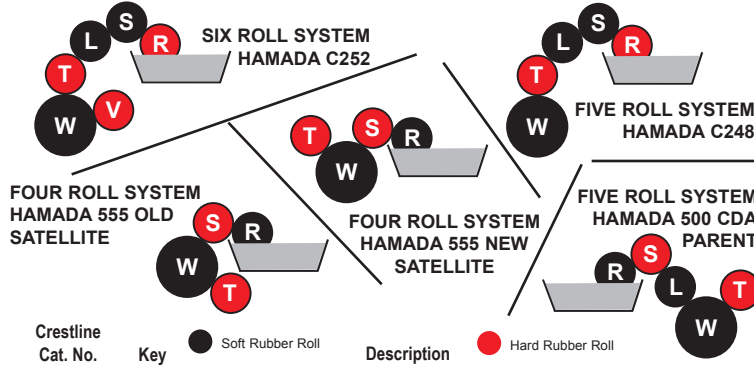 SIX ROLL SYSTEM
HAMADA C252
R
S
L
T
W
V
FIVE ROLL SYSTEM
HAMADA C248
R
S
L
T
W
FOUR ROLL SYSTEM
HAMADA 555 OLD
SATELLITE
S
R
W
T
T
S
R
W
FOUR ROLL SYSTEM
HAMADA 555 NEW
SATELLITE
FIVE ROLL SYSTEM
HAMADA 500 CDA
PARENT
R
S
L
T
W
Crestline
Cat. No.
Key
Soft Rubber Roll
Description
Hard Rubber Roll